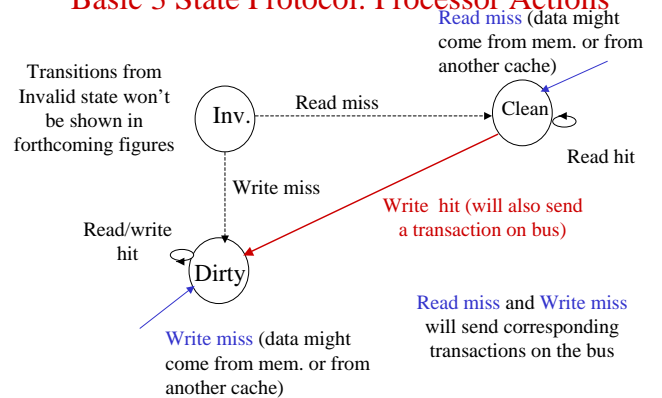 Basic 3 State Protocol: Processor Actions
Read miss (data might
come from mem. or from
another cache)
Transitions from
Invalid state won't
be shown in
forthcoming figures
Inv.
Read miss
Clean
Read hit
Write miss
Write hit (will also send
a transaction on bus)
Read/write
hit
Dirty
Read miss and Write miss
will send corresponding
transactions on the bus
Write miss (data might
come from mem. or from
another cache)